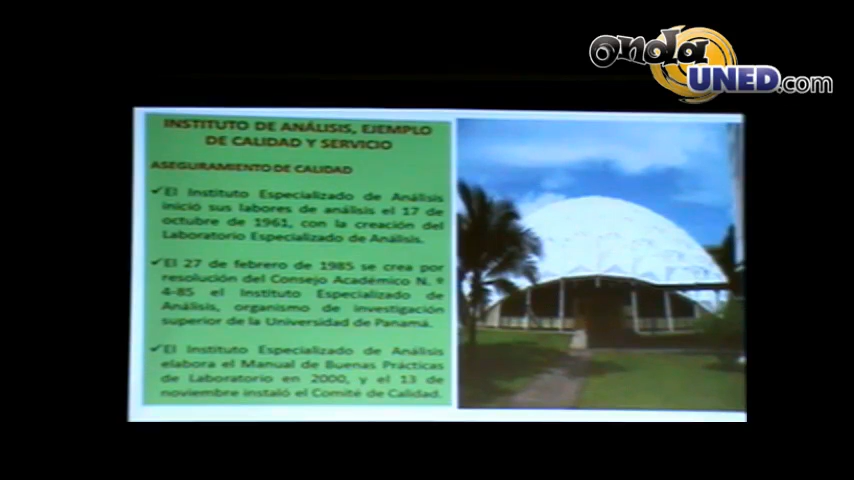 onda
UNED.com
INSTITUTO DE ANÁLISIS, EJEMPLO
DE CALIDAD Y SERVICIO
ASEGURAMIENTO DE CALIDAD
✓El Instituto Especializado de Análisis
inició sus labores de análisis el 17 de
octubre de 1961, con la creación del
Laboratorio Especializado de Análisis.
✓El 27 de febrero de 1985 se crea por
resolución del Consejo Académico N. º
4-85 el Instituto Especializado de
Análisis, organismo de investigación
superior de la Universidad de Panamá.
✓El Instituto Especializado de Análisis
elabora el Manual de Buenas Prácticas
de Laboratorio en 2000, y el 13 de
noviembre instaló el Comité de Calidad.